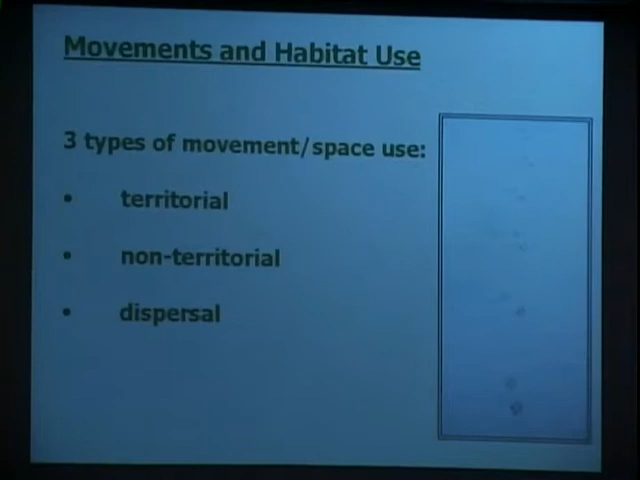 Movements and Habitat Use
3 types of movement/space use:
• territorial
• non-territorial
• dispersal